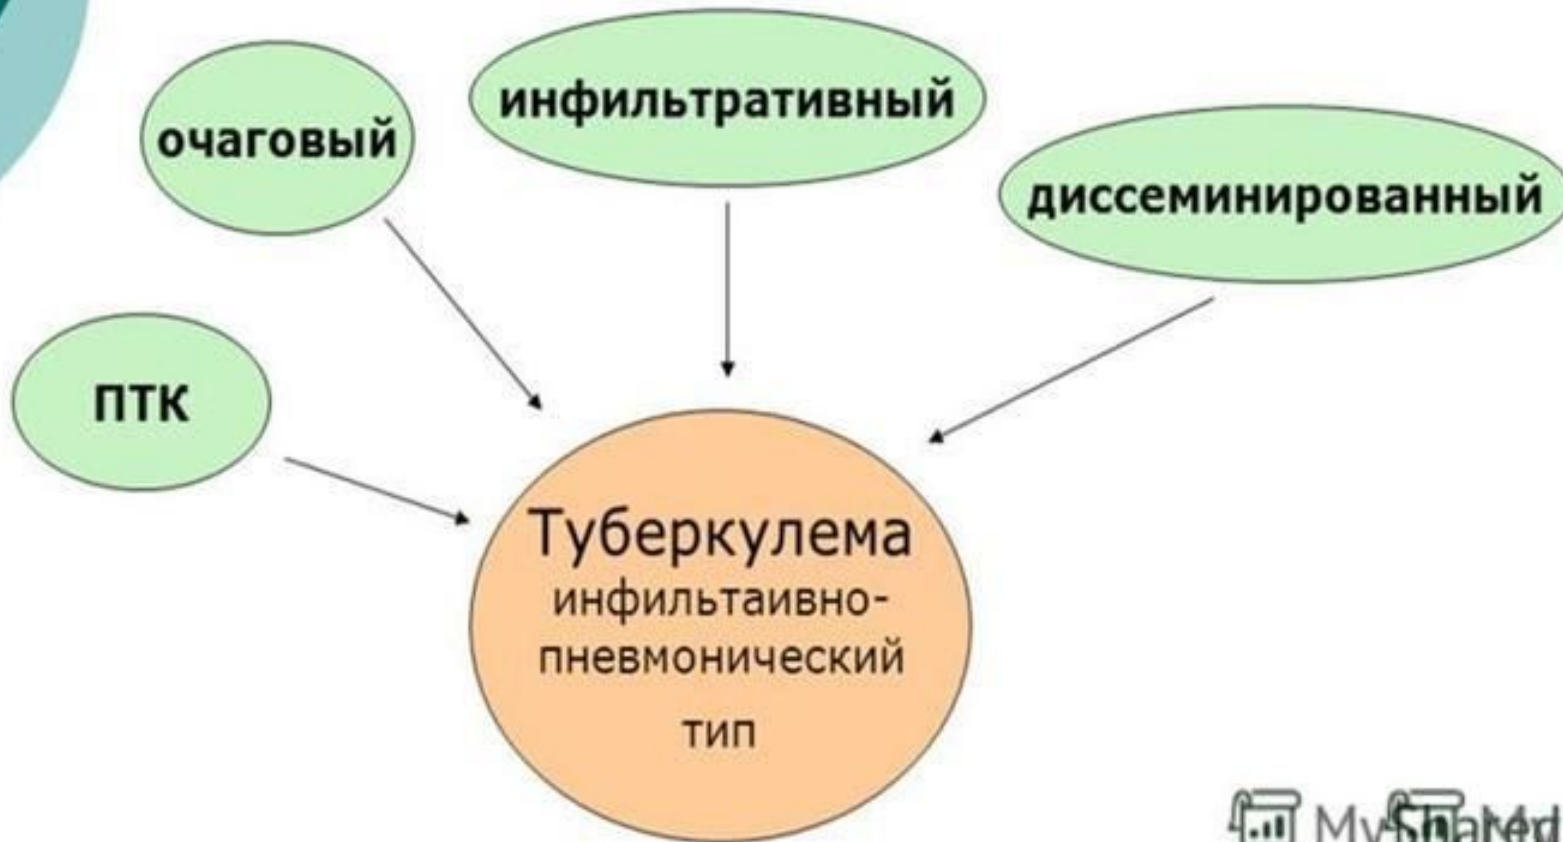 очаговый
инфильтративный
диссеминированный
ПТК
Туберкулема
инфильтаивно-
пневмонический
тип